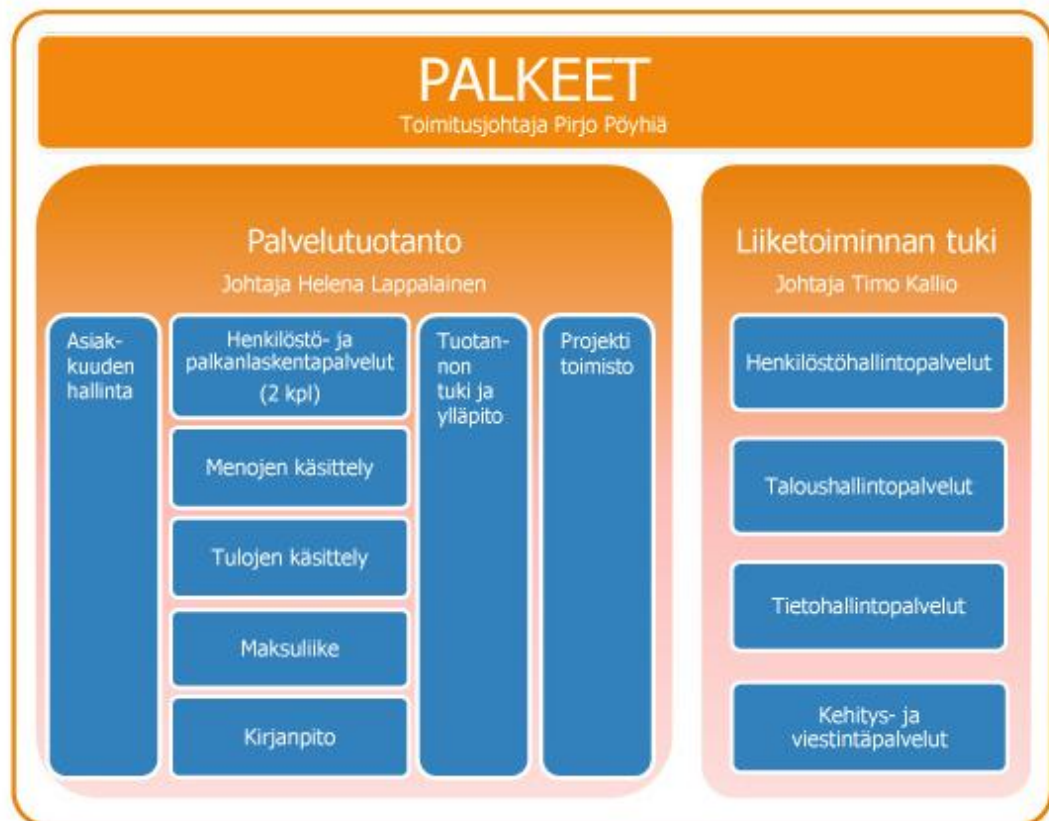 PALKEET
Toimitusjohtaja Pirjo Pöyhiä
Palvelutuotanto
Johtaja Helena Lappalainen
Asiak-
kuuden
hallinta
Henkilöstö- ja
palkanlaskentapalvelut
(2 kpl)
Menojen käsittely
Tulojen käsittely
Maksuliike
Kirjanpito
Tuotan-
non
tuki ja
ylläpito
Projekti
toimisto
Liiketoiminnan tuki
Johtaja Timo Kallio
Henkilöstöhallintopalvelut
Taloushallintopalvelut
Tietohallintopalvelut
Kehitys- ja
viestintäpalvelut